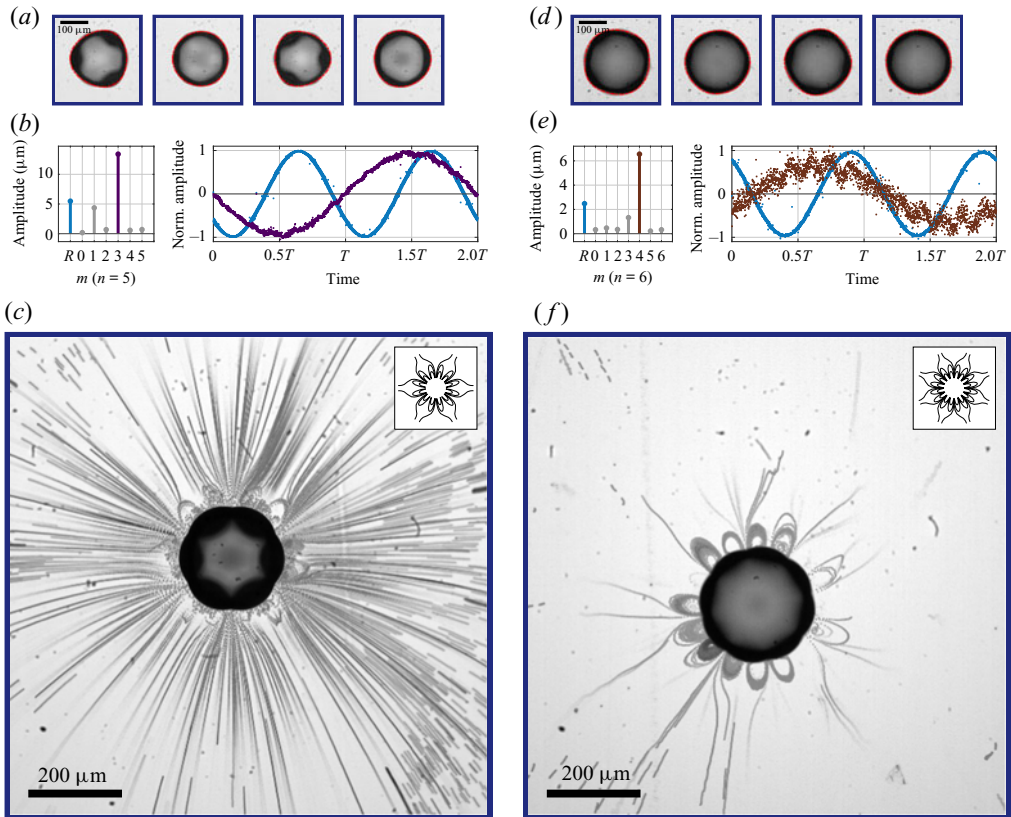 (a)
100 μm
(b)
Amplitude (μm)
10
5
0
R 0 1 2 3 4 5
m (n = 5)
Norm. amplitude
1
0
−1
0 0.5T T 1.5T 2.0T
Time
(c)
200 μm
(d)
100 μm
(e)
Amplitude (μm)
6
4
2
0
R 0 1 2 3 4 5 6
m (n = 6)
Norm. amplitude
1
0
−1
0 0.5T T 1.5T 2.0T
Time
(f)
200 μm